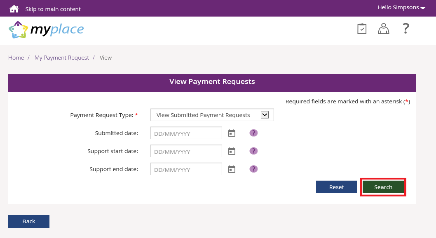 Skip to main content
Hello Simpsons
myplace
?
Home / My Payment Request / View
View Payment Requests
Required fields are marked with an asterisk (*)
Payment Request Type: * View Submitted Payment Requests
Submitted date: DD/MM/YYYY ?
Support start date: DD/MM/YYYY ?
Support end date: DD/MM/YYYY ?
Reset Search
Back